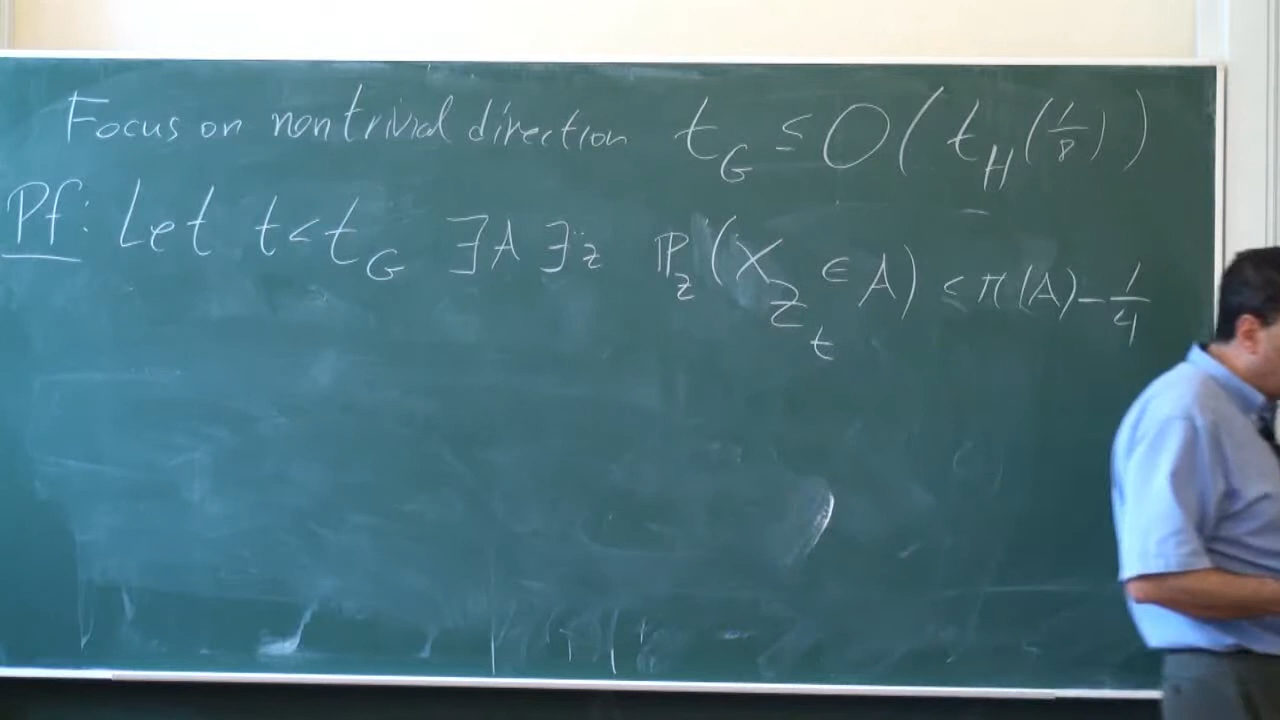 Focus on nontrivial direction t_G ≤ O(t_H(1/8))
Pf: Let t < t_G ∃A ∃z ℙ_z(X_{Z_t} ∈ A) ≤ π(A) - 1/4